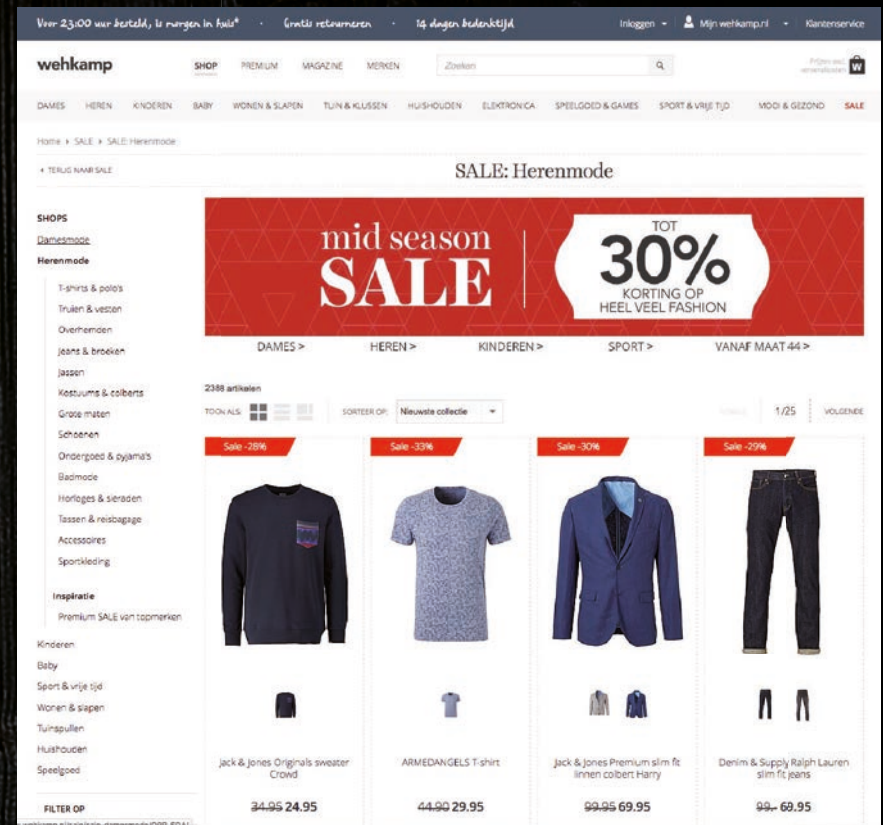 Voor 23:00 uur besteld, is morgen in huis* · Gratis retourneren · 14 dagen bedenktijd Inloggen Mijn wehkamp.nl Klantenservice
wehkamp SHOP PREMIUM MAGAZINE MERKEN Zoeken Prijzen excl. verzendkosten W
DAMES HEREN KINDEREN BABY WONEN & SLAPEN TUIN & KLUSSEN HUISHOUDEN ELEKTRONICA SPEELGOED & GAMES SPORT & VRIJE TIJD MOOI & GEZOND SALE
Home SALE SALE: Herenmode
TERUG NAAR SALE
SALE: Herenmode
SHOPS
Damesmode
Herenmode
T-shirts & polo's
Truien & vesten
Overhemden
Jeans & broeken
Jassen
Kostuums & colberts
Grote maten
Schoenen
Ondergoed & pyjama's
Badmode
Horloges & sieraden
Tassen & reisbagage
Accessoires
Sportkleding
Inspiratie
Premium SALE van topmerken
Kinderen
Baby
Sport & vrije tijd
Wonen & slapen
Tuinspullen
Huishouden
Speelgoed
FILTER OP
mid season
SALE
TOT
30%
KORTING OP
HEEL VEEL FASHION
DAMES > HEREN > KINDEREN > SPORT > VANAF MAAT 44 >
2388 artikelen
TOON ALS: SORTEER OP: Nieuwste collectie 1/25 VOLGENDE
Sale -28% Sale -33% Sale -30% Sale -29%
Jack & Jones Originals sweater Crowd
ARMEDANGELS T-shirt
Jack & Jones Premium slim fit linnen colbert Harry
Denim & Supply Ralph Lauren slim fit jeans
34.95 24.95 44.90 29.95 99.95 69.95 99.- 69.95